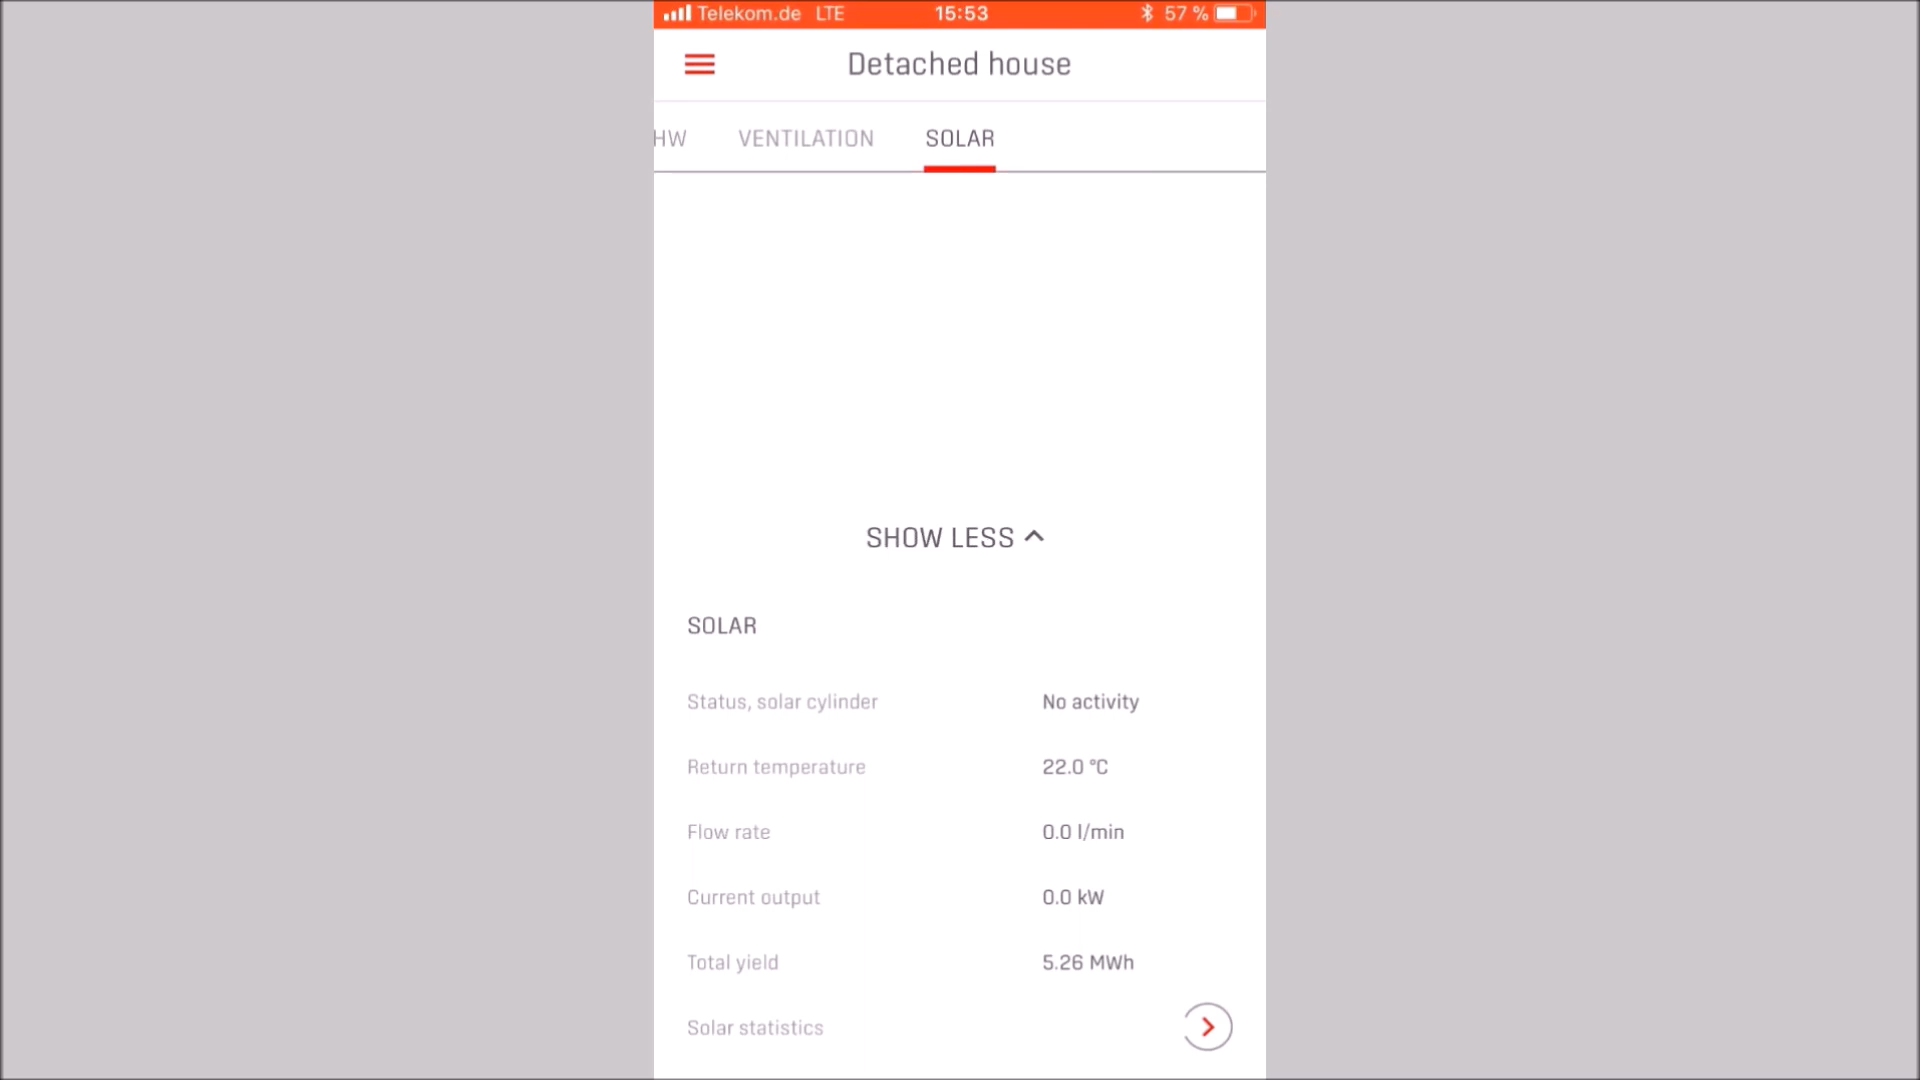 Telekom.de LTE 15:53 57 %
Detached house
HW VENTILATION SOLAR
SHOW LESS
SOLAR
Status, solar cylinder No activity
Return temperature 22.0 °C
Flow rate 0.0 l/min
Current output 0.0 kW
Total yield 5.26 MWh
Solar statistics